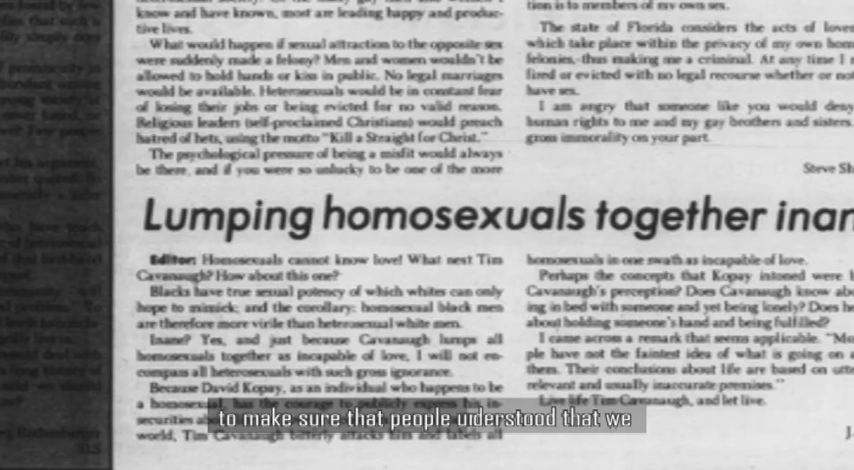 know and have known, most are leading happy and produc-
tive lives.
What would happen if sexual attraction to the opposite sex
were suddenly made a felony? Men and women wouldn't be
allowed to hold hands or kiss in public. No legal marriages
would be available. Heterosexuals would be in constant fear
of losing their jobs or being evicted for no valid reason.
Religious leaders (self-proclaimed Christians) would preach
hatred of hets, using the motto "Kill a Straight for Christ."
The psychological pressure of being a misfit would always
be there, and if you were so unlucky to be one of the more
tion is to members of my own sex.
The state of Florida considers the acts of love
which take place within the privacy of my own hom
felonies, thus making me a criminal. At any time I
fired or evicted with no legal recourse whether or not
have sex.
I am angry that someone like you would deny
human rights to me and my gay brothers and sisters.
gross immorality on your part.
Steve Sh
Lumping homosexuals together inan
Editor: Homosexuals cannot know love! What next Tim
Cavanaugh? How about this one?
Blacks have true sexual potency of which whites can only
hope to mimick; and the corollary: homosexual black men
are therefore more virile than heterosexual white men.
Inane? Yes, and just because Cavanaugh lumps all
homosexuals together as incapable of love, I will not en-
compass all heterosexuals with such gross ignorance.
Because David Kopay, as an individual who happens to be
a homosexual, has the courage to publicly express his in-
securities
world, Tim Cavanaugh bitterly attacks him and labels all
homosexuals in one swath as incapable of love.
Perhaps the concepts that Kopay intoned were
Cavanaugh's perception? Does Cavanaugh know abo
ing in bed with someone and yet being lonely? Does he
about holding someone's hand and being fulfilled?
I came across a remark that seems applicable. "Mo
ple have not the faintest idea of what is going on a
them. Their conclusions about life are based on utte
relevant and usually inaccurate premises."
Live life Tim Cavanaugh, and let live.
J
to make sure that people understood that we